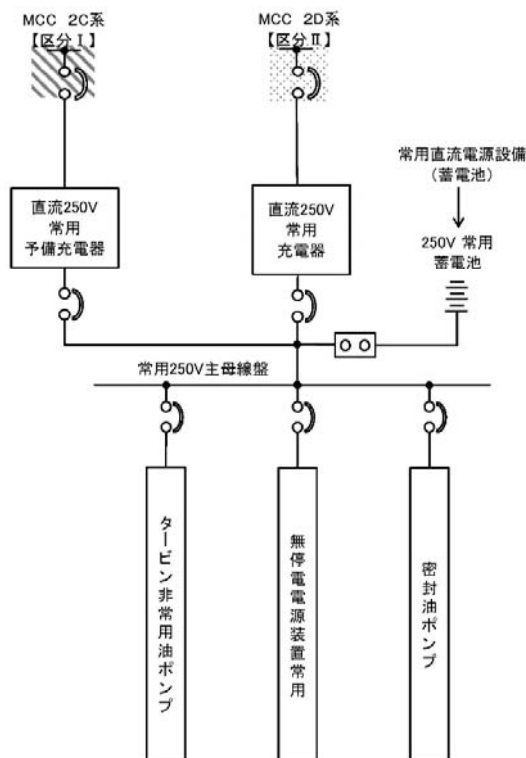 MCC 2C系
【区分Ⅰ】
MCC 2D系
【区分Ⅱ】
常用直流電源設備
(蓄電池)
直流250V
常用
予備充電器
直流250V
常用
充電器
250V 常用
蓄電池
常用250V主母線盤
タービン非常用油ポンプ
無停電電源装置常用
密封油ポンプ